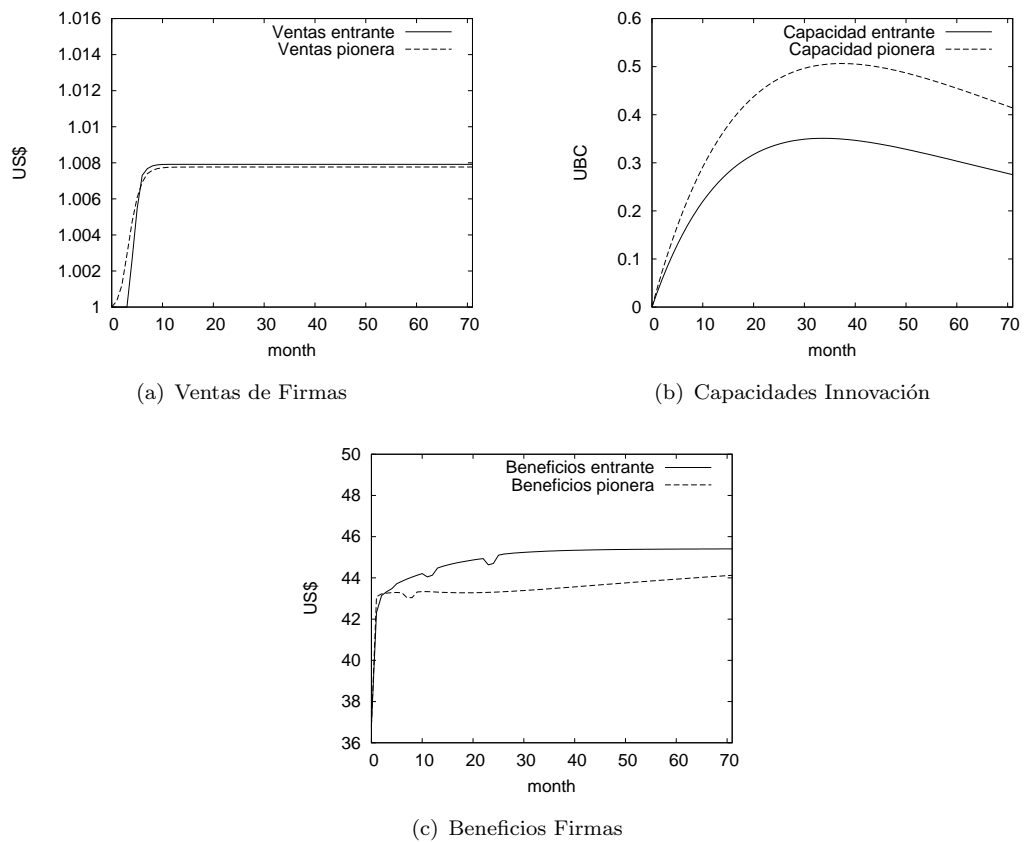 1.016
1.014
1.012
1.01
1.008
1.006
1.004
1.002
1
US$
Ventas entrante
Ventas pionera
0 10 20 30 40 50 60 70
month
(a) Ventas de Firmas
0.6
0.5
0.4
0.3
0.2
0.1
0
UBC
Capacidad entrante
Capacidad pionera
0 10 20 30 40 50 60 70
month
(b) Capacidades Innovación
50
48
46
44
42
40
38
36
US$
Beneficios entrante
Beneficios pionera
0 10 20 30 40 50 60 70
month
(c) Beneficios Firmas